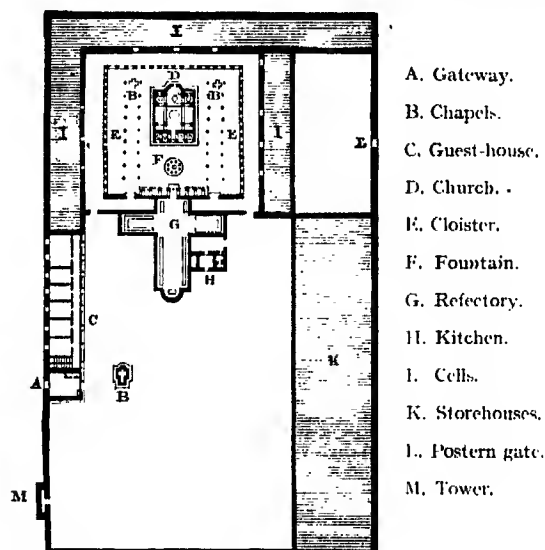 I
D
B
B
A. Gateway.
B. Chapels.
I
E
E
I
L
C. Guest-house.
D. Church.
F
E. Cloister.
G
F. Fountain.
G. Refectory.
H
H. Kitchen.
C
K
I. Cells.
A
B
K. Storehouses.
L. Postern gate.
M
M. Tower.